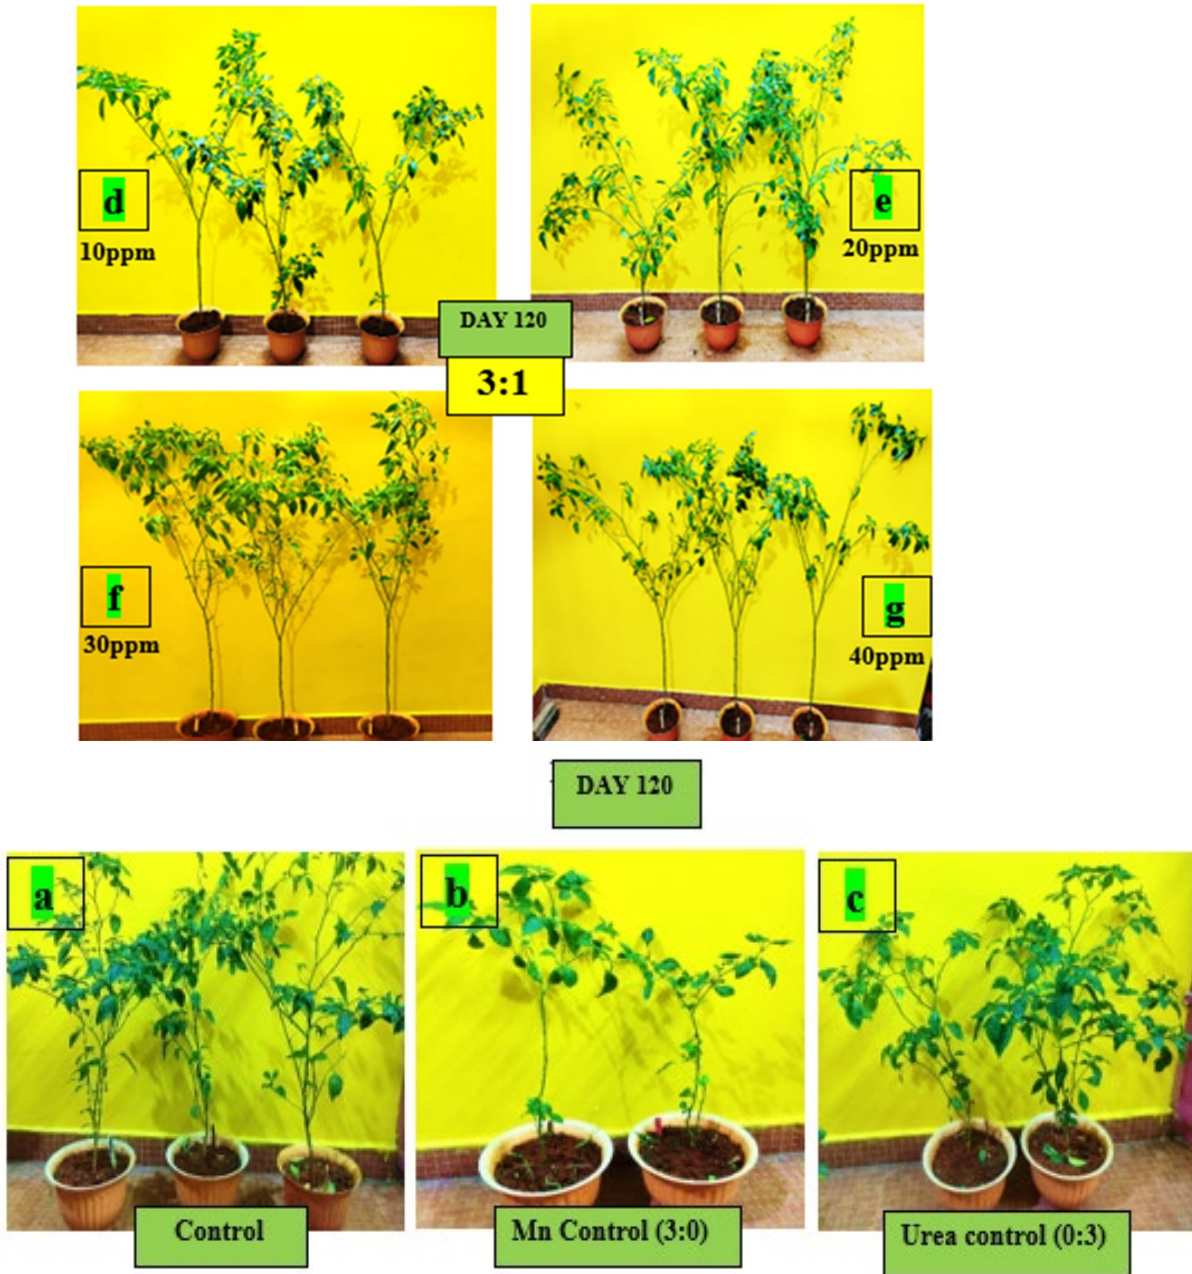 d
10ppm
e
20ppm
DAY 120
3:1
f
30ppm
g
40ppm
DAY 120
a
b
c
Control
Mn Control (3:0)
Urea control (0:3)